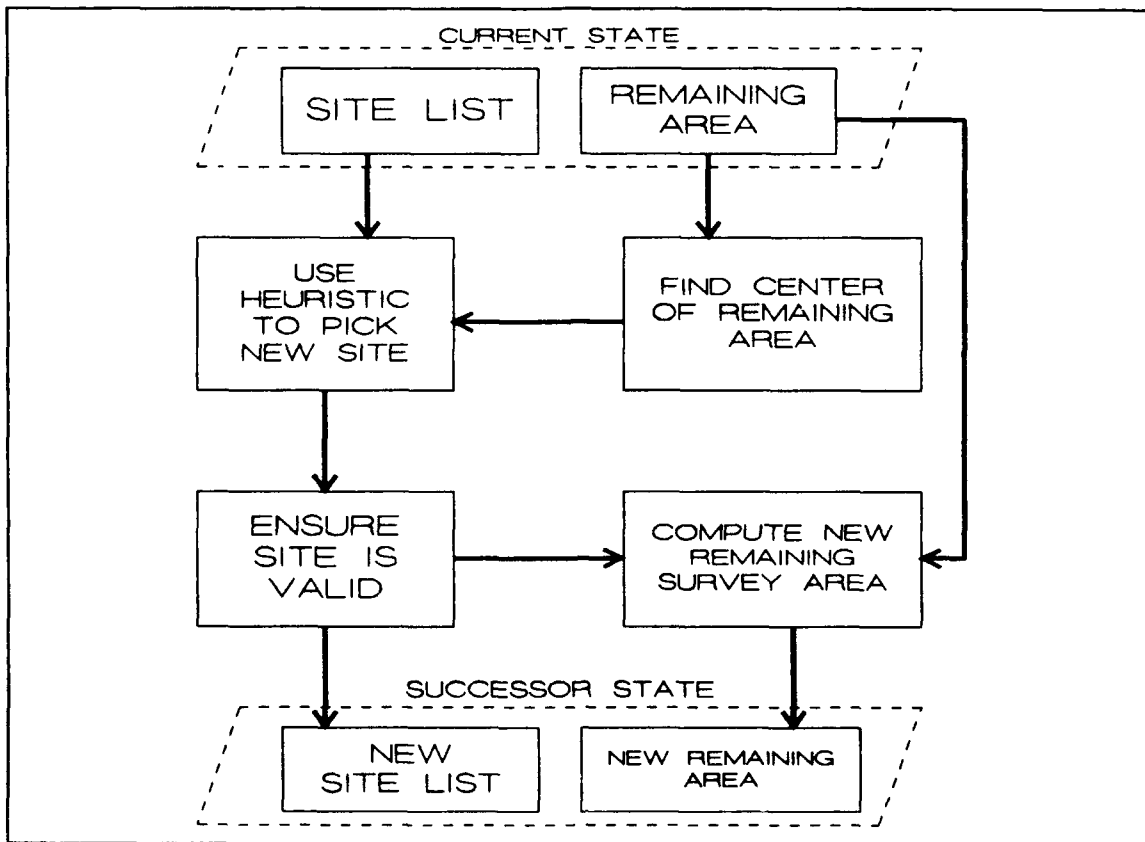 CURRENT STATE
SITE LIST
REMAINING
AREA
USE
HEURISTIC
TO PICK
NEW SITE
FIND CENTER
OF REMAINING
AREA
ENSURE
SITE IS
VALID
COMPUTE NEW
REMAINING
SURVEY AREA
SUCCESSOR STATE
NEW
SITE LIST
NEW REMAINING
AREA